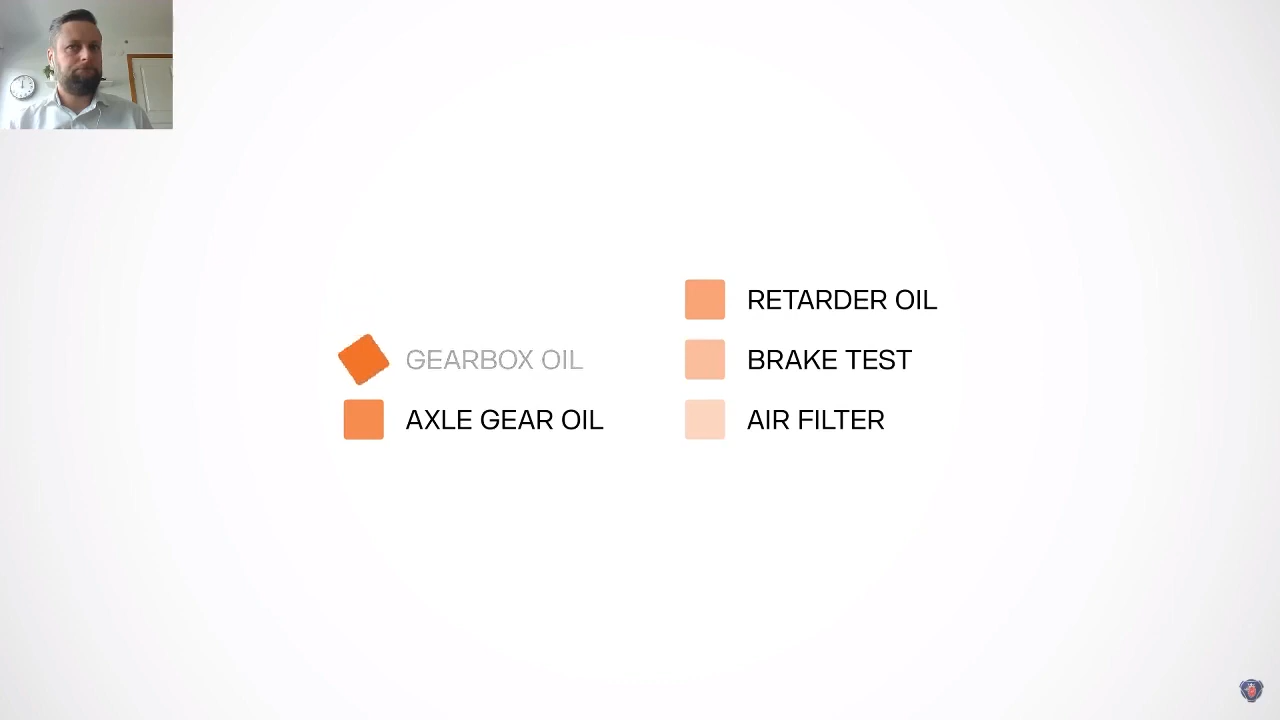 GEARBOX OIL
AXLE GEAR OIL
RETARDER OIL
BRAKE TEST
AIR FILTER